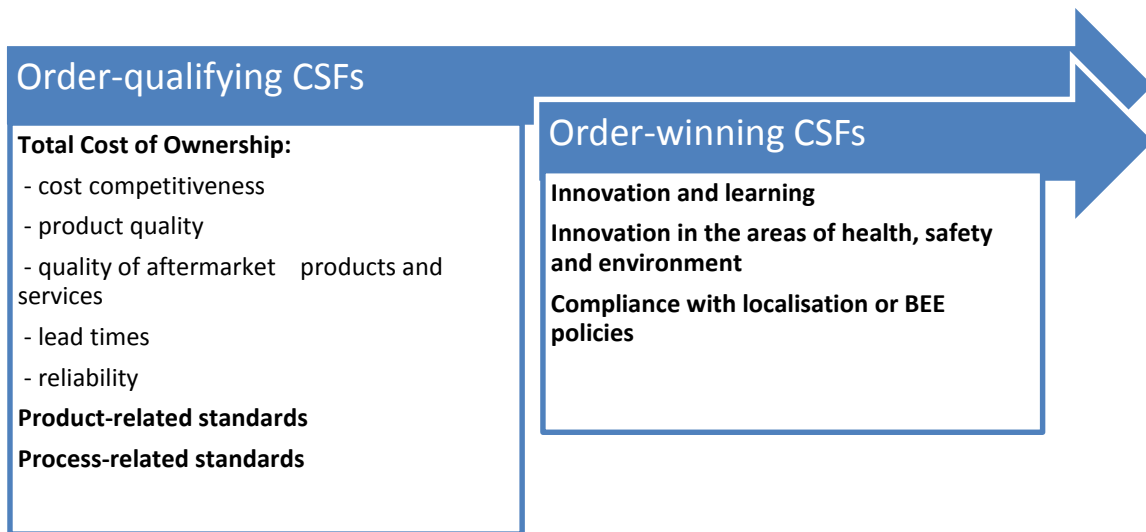 Order-qualifying CSFs
Total Cost of Ownership:
- cost competitiveness
- product quality
- quality of aftermarket products and
services
- lead times
- reliability
Product-related standards
Process-related standards
Order-winning CSFs
Innovation and learning
Innovation in the areas of health, safety
and environment
Compliance with localisation or BEE
policies